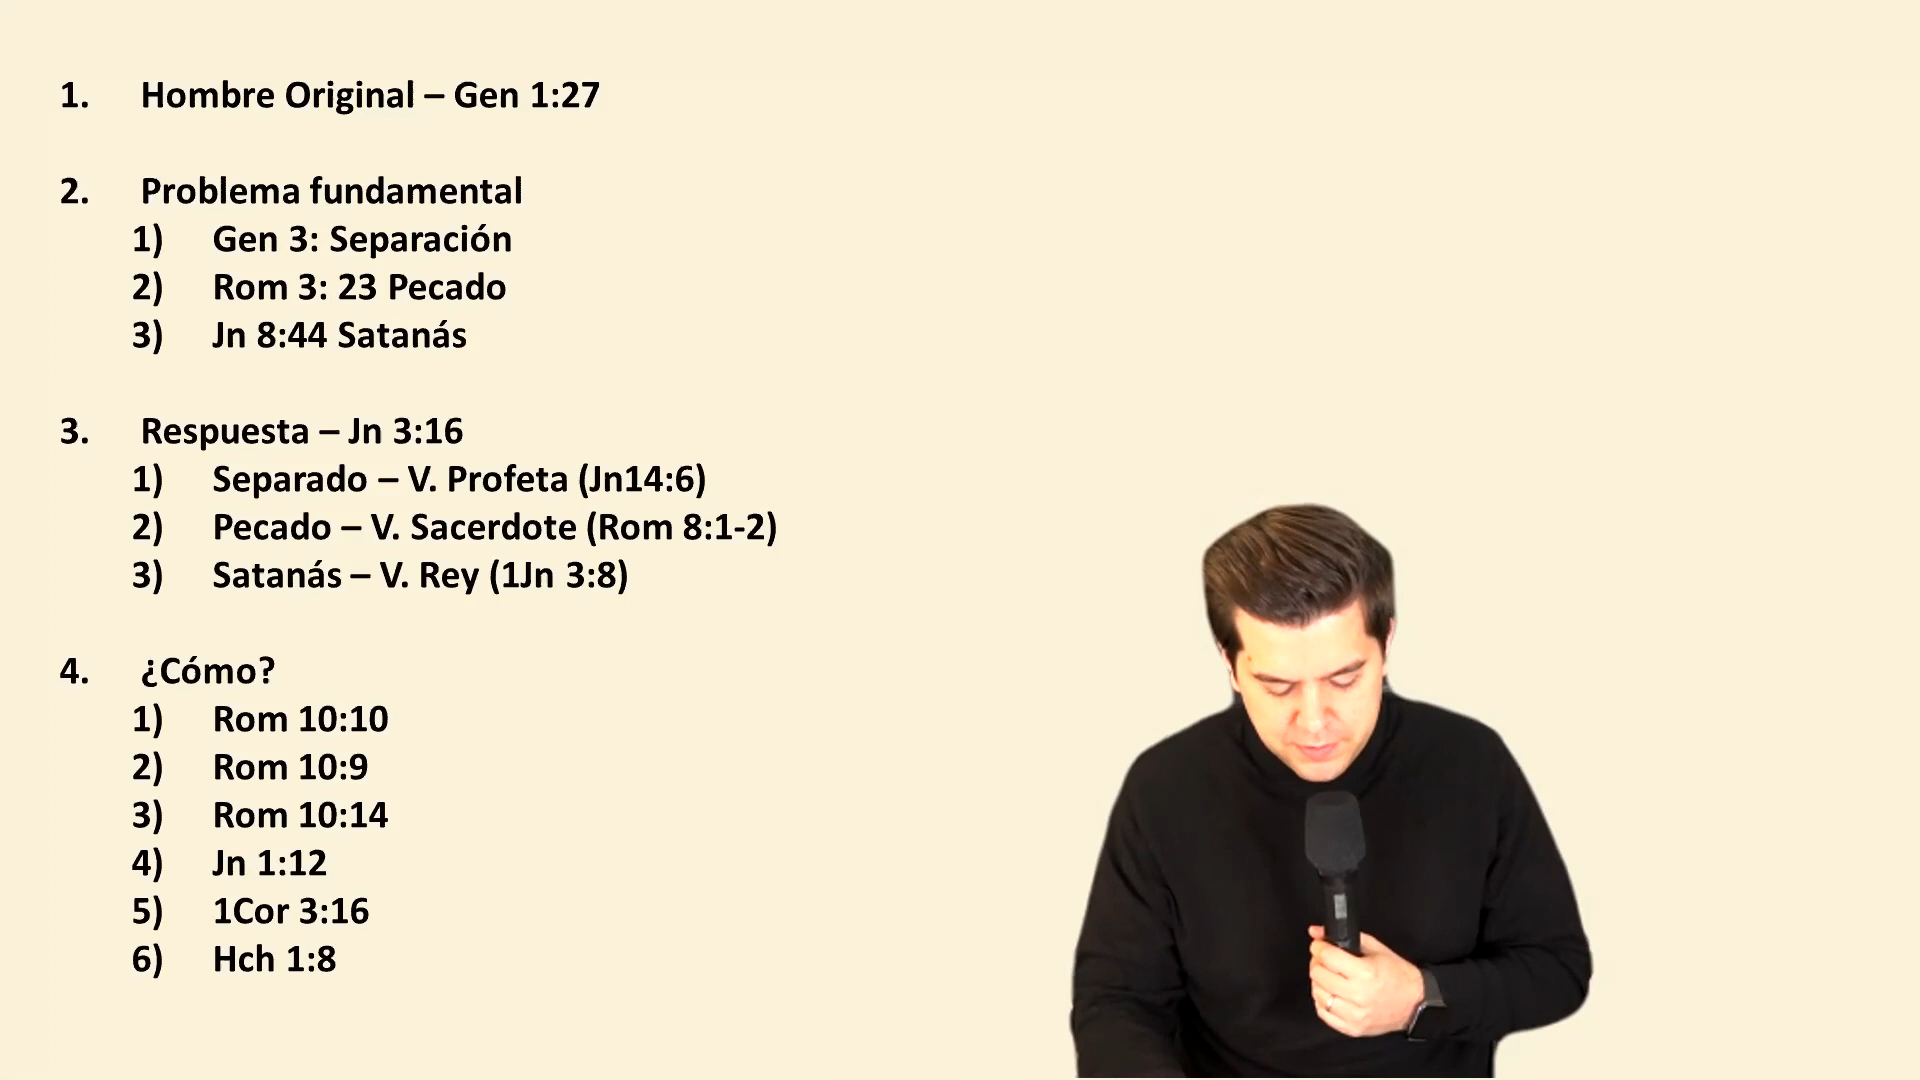 1. Hombre Original – Gen 1:27
2. Problema fundamental
1) Gen 3: Separación
2) Rom 3: 23 Pecado
3) Jn 8:44 Satanás
3. Respuesta – Jn 3:16
1) Separado – V. Profeta (Jn14:6)
2) Pecado – V. Sacerdote (Rom 8:1-2)
3) Satanás – V. Rey (1Jn 3:8)
4. ¿Cómo?
1) Rom 10:10
2) Rom 10:9
3) Rom 10:14
4) Jn 1:12
5) 1Cor 3:16
6) Hch 1:8